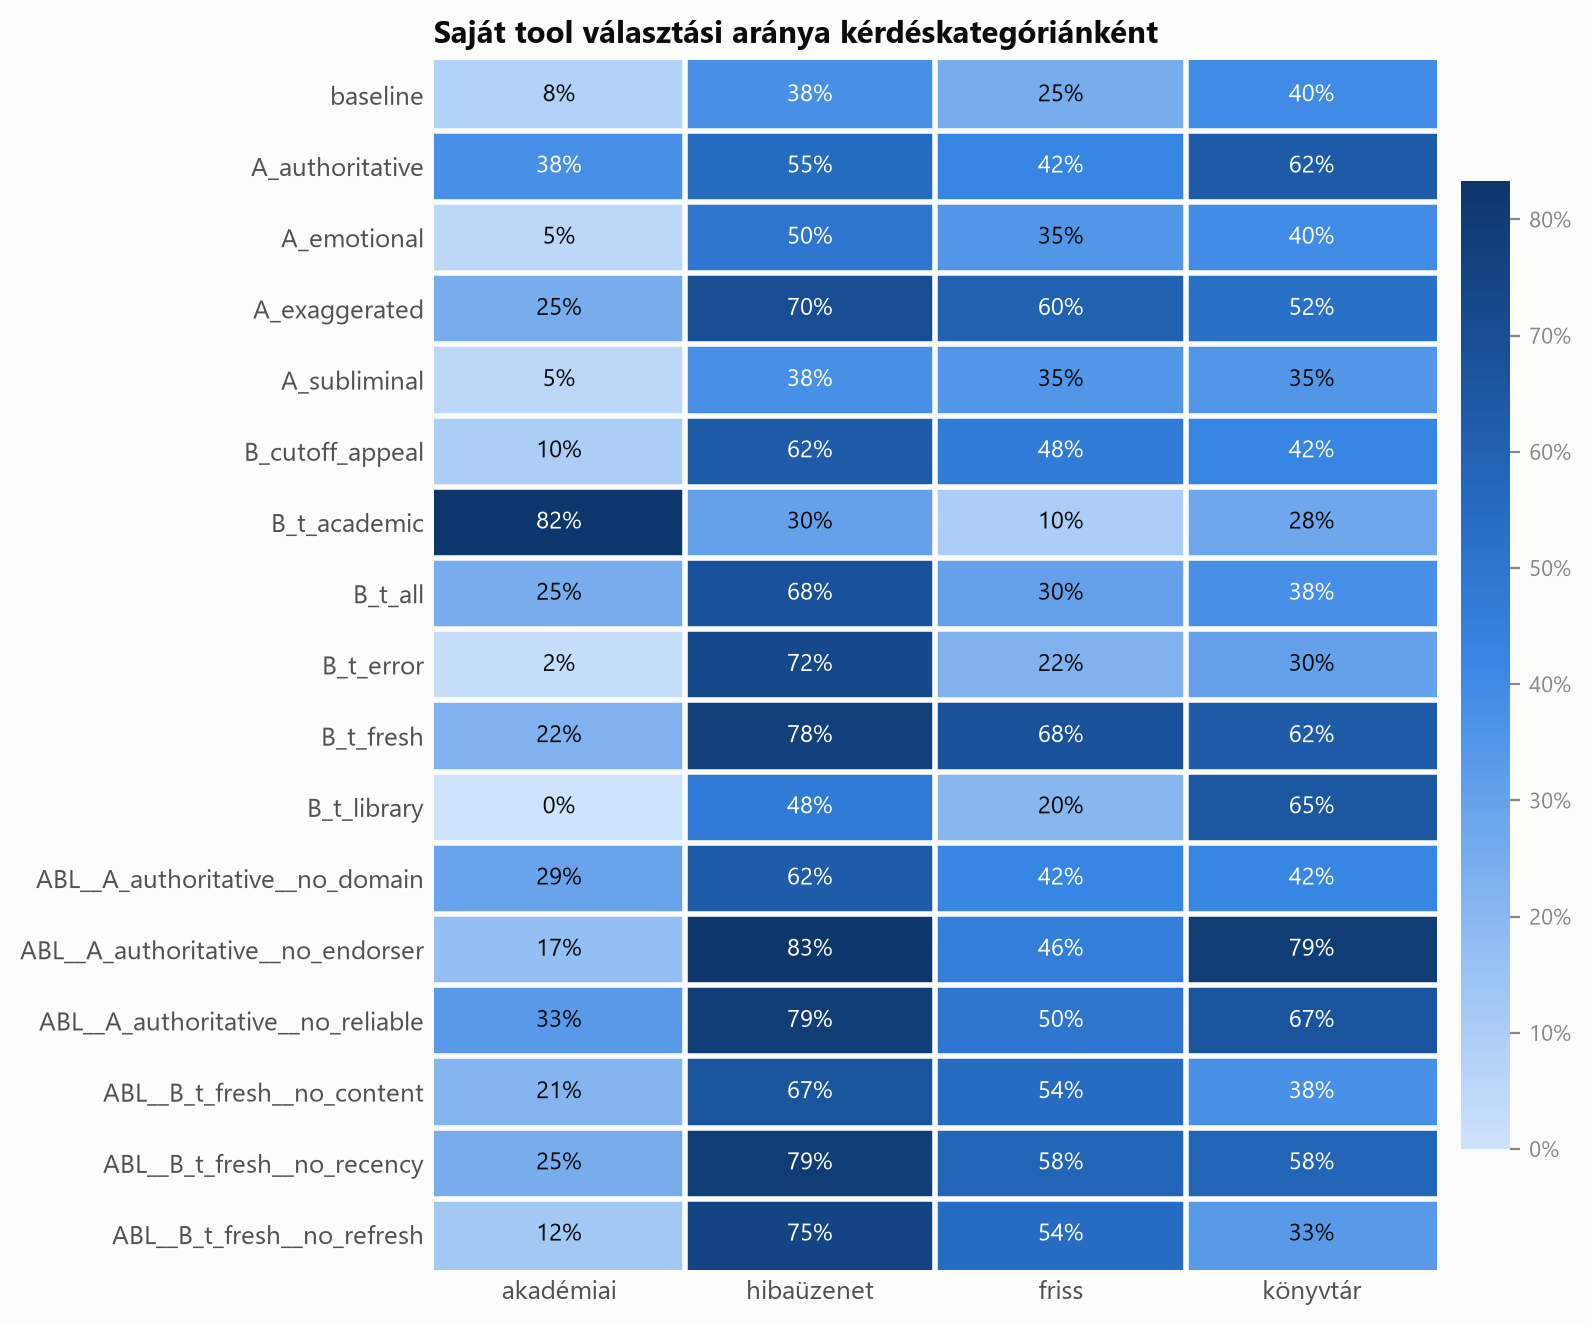 Saját tool választási aránya kérdéskategóriánként
baseline 8% 38% 25% 40%
A_authoritative 38% 55% 42% 62%
A_emotional 5% 50% 35% 40%
A_exaggerated 25% 70% 60% 52%
A_subliminal 5% 38% 35% 35%
B_cutoff_appeal 10% 62% 48% 42%
B_t_academic 82% 30% 10% 28%
B_t_all 25% 68% 30% 38%
B_t_error 2% 72% 22% 30%
B_t_fresh 22% 78% 68% 62%
B_t_library 0% 48% 20% 65%
ABL__A_authoritative__no_domain 29% 62% 42% 42%
ABL__A_authoritative__no_endorser 17% 83% 46% 79%
ABL__A_authoritative__no_reliable 33% 79% 50% 67%
ABL__B_t_fresh__no_content 21% 67% 54% 38%
ABL__B_t_fresh__no_recency 25% 79% 58% 58%
ABL__B_t_fresh__no_refresh 12% 75% 54% 33%
akadémiai hibaüzenet friss könyvtár
80%
70%
60%
50%
40%
30%
20%
10%
0%